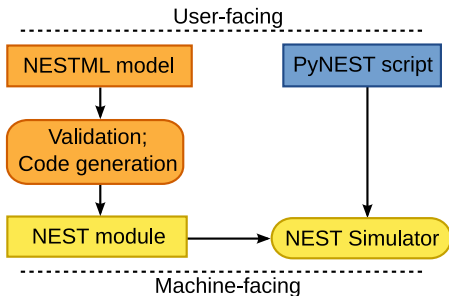 User-facing
NESTML model
PyNEST script
Validation;
Code generation
NEST module
NEST Simulator
Machine-facing